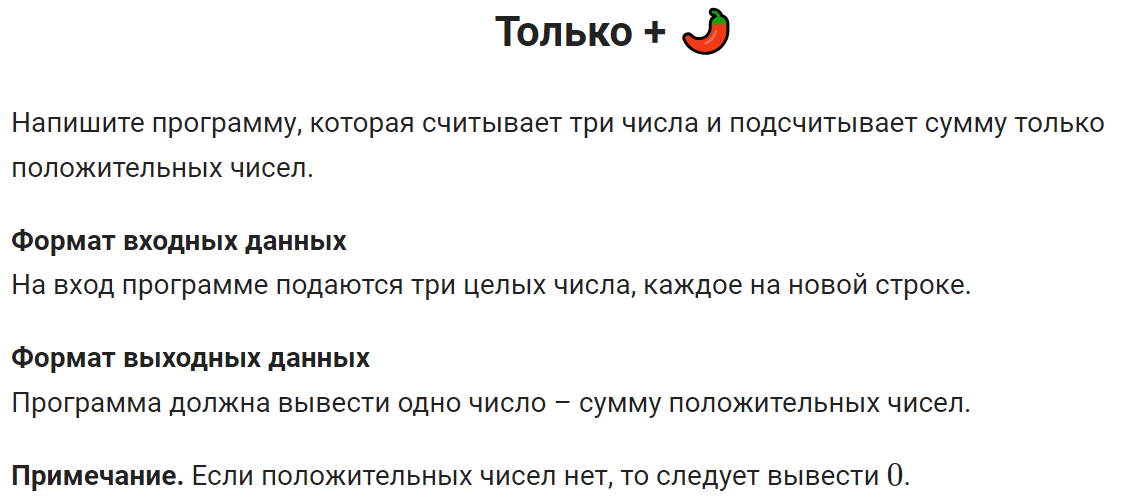 Только + 🌶️
Напишите программу, которая считывает три числа и подсчитывает сумму только
положительных чисел.
Формат входных данных
На вход программе подаются три целых числа, каждое на новой строке.
Формат выходных данных
Программа должна вывести одно число – сумму положительных чисел.
Примечание. Если положительных чисел нет, то следует вывести 0.